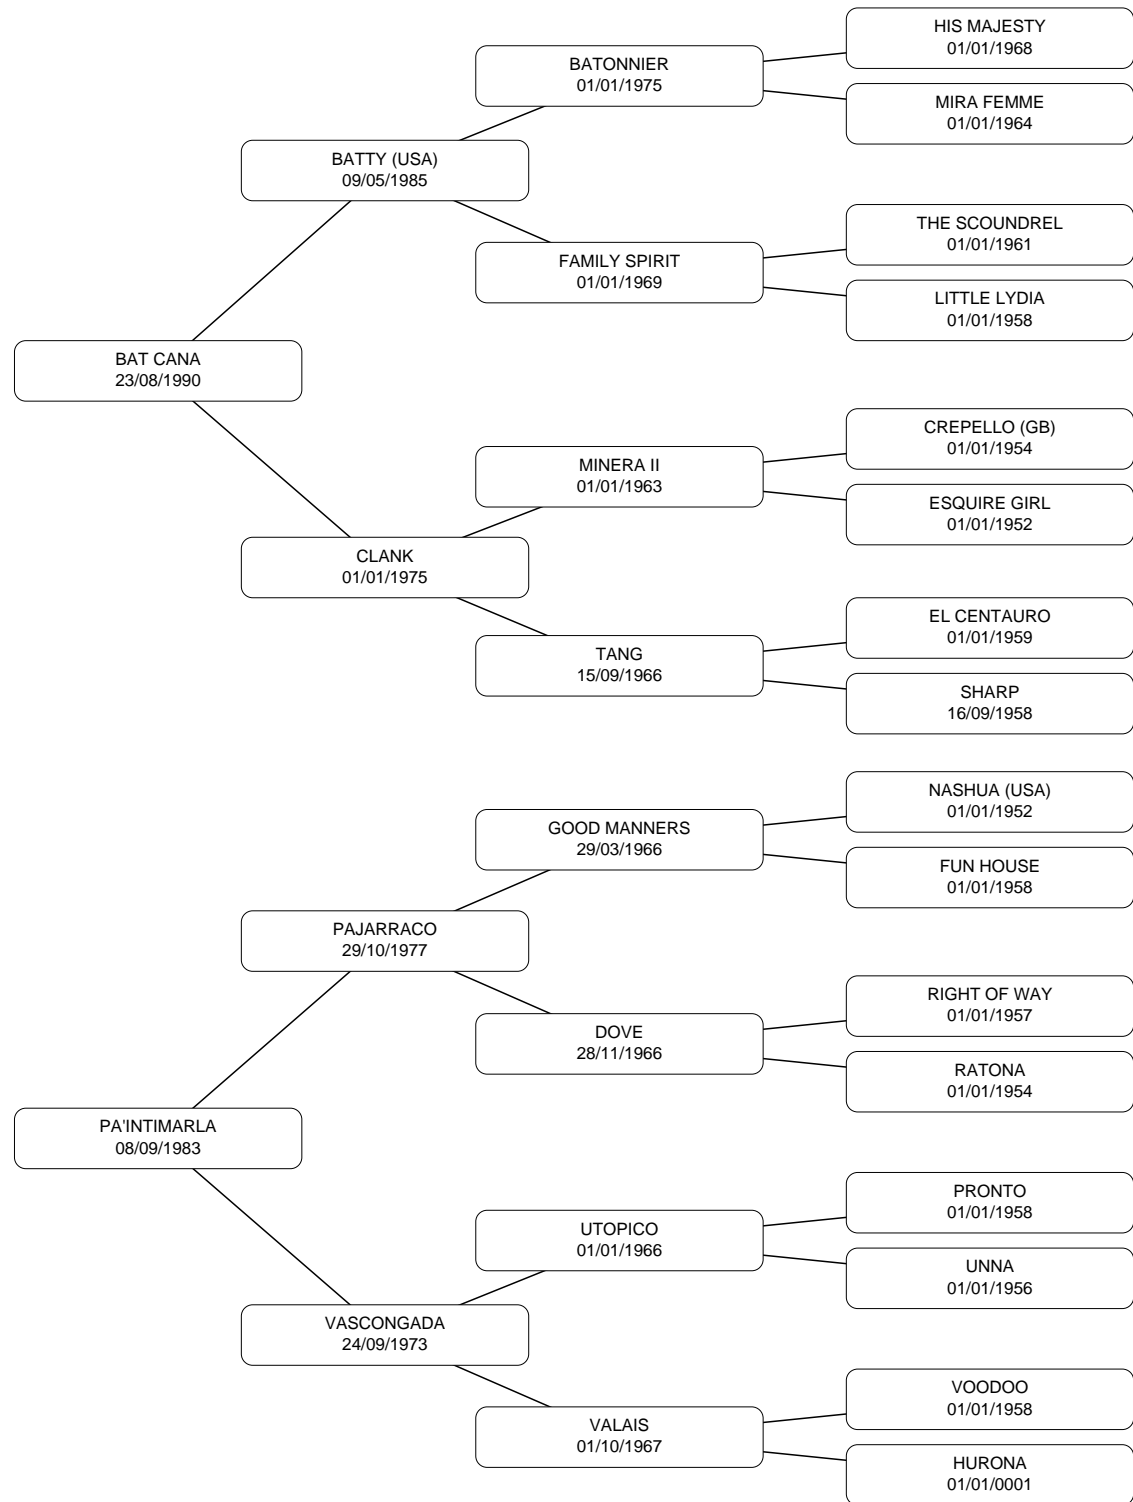 HIS MAJESTY
01/01/1968
BATONNIER
01/01/1975
MIRA FEMME
01/01/1964
BATTY (USA)
09/05/1985
THE SCOUNDREL
01/01/1961
FAMILY SPIRIT
01/01/1969
LITTLE LYDIA
01/01/1958
BAT CANA
23/08/1990
CREPELLO (GB)
01/01/1954
MINERA II
01/01/1963
ESQUIRE GIRL
01/01/1952
CLANK
01/01/1975
EL CENTAURO
01/01/1959
TANG
15/09/1966
SHARP
16/09/1958
NASHUA (USA)
01/01/1952
GOOD MANNERS
29/03/1966
FUN HOUSE
01/01/1958
PAJARRACO
29/10/1977
RIGHT OF WAY
01/01/1957
DOVE
28/11/1966
RATONA
01/01/1954
PA'INTIMARLA
08/09/1983
PRONTO
01/01/1958
UTOPICO
01/01/1966
UNNA
01/01/1956
VASCONGADA
24/09/1973
VOODOO
01/01/1958
VALAIS
01/10/1967
HURONA
01/01/0001